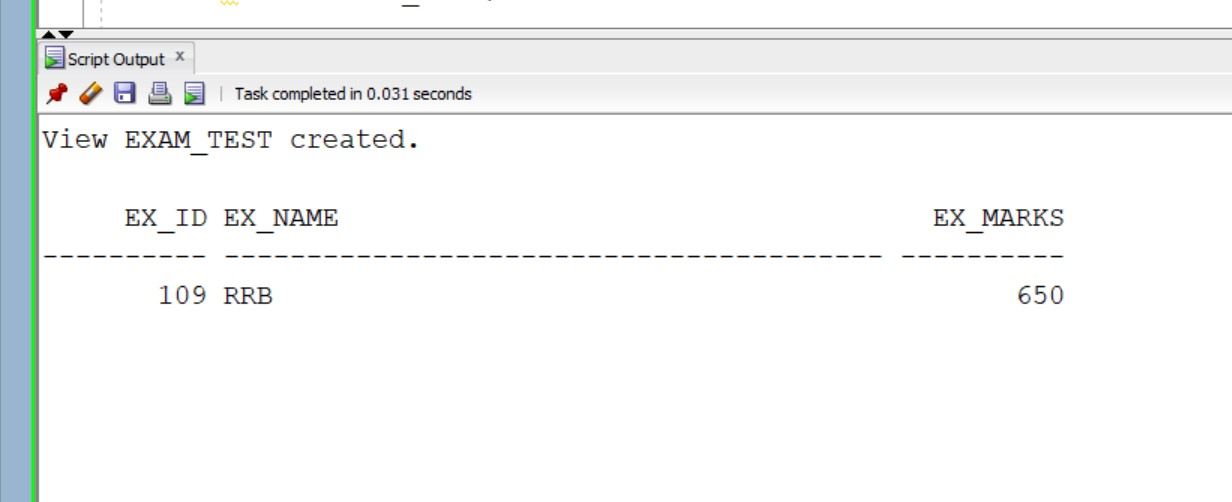 Script Output x
Task completed in 0.031 seconds
View EXAM_TEST created.
EX_ID EX_NAME EX_MARKS
---------- ---------------------------------------- ----------
109 RRB 650